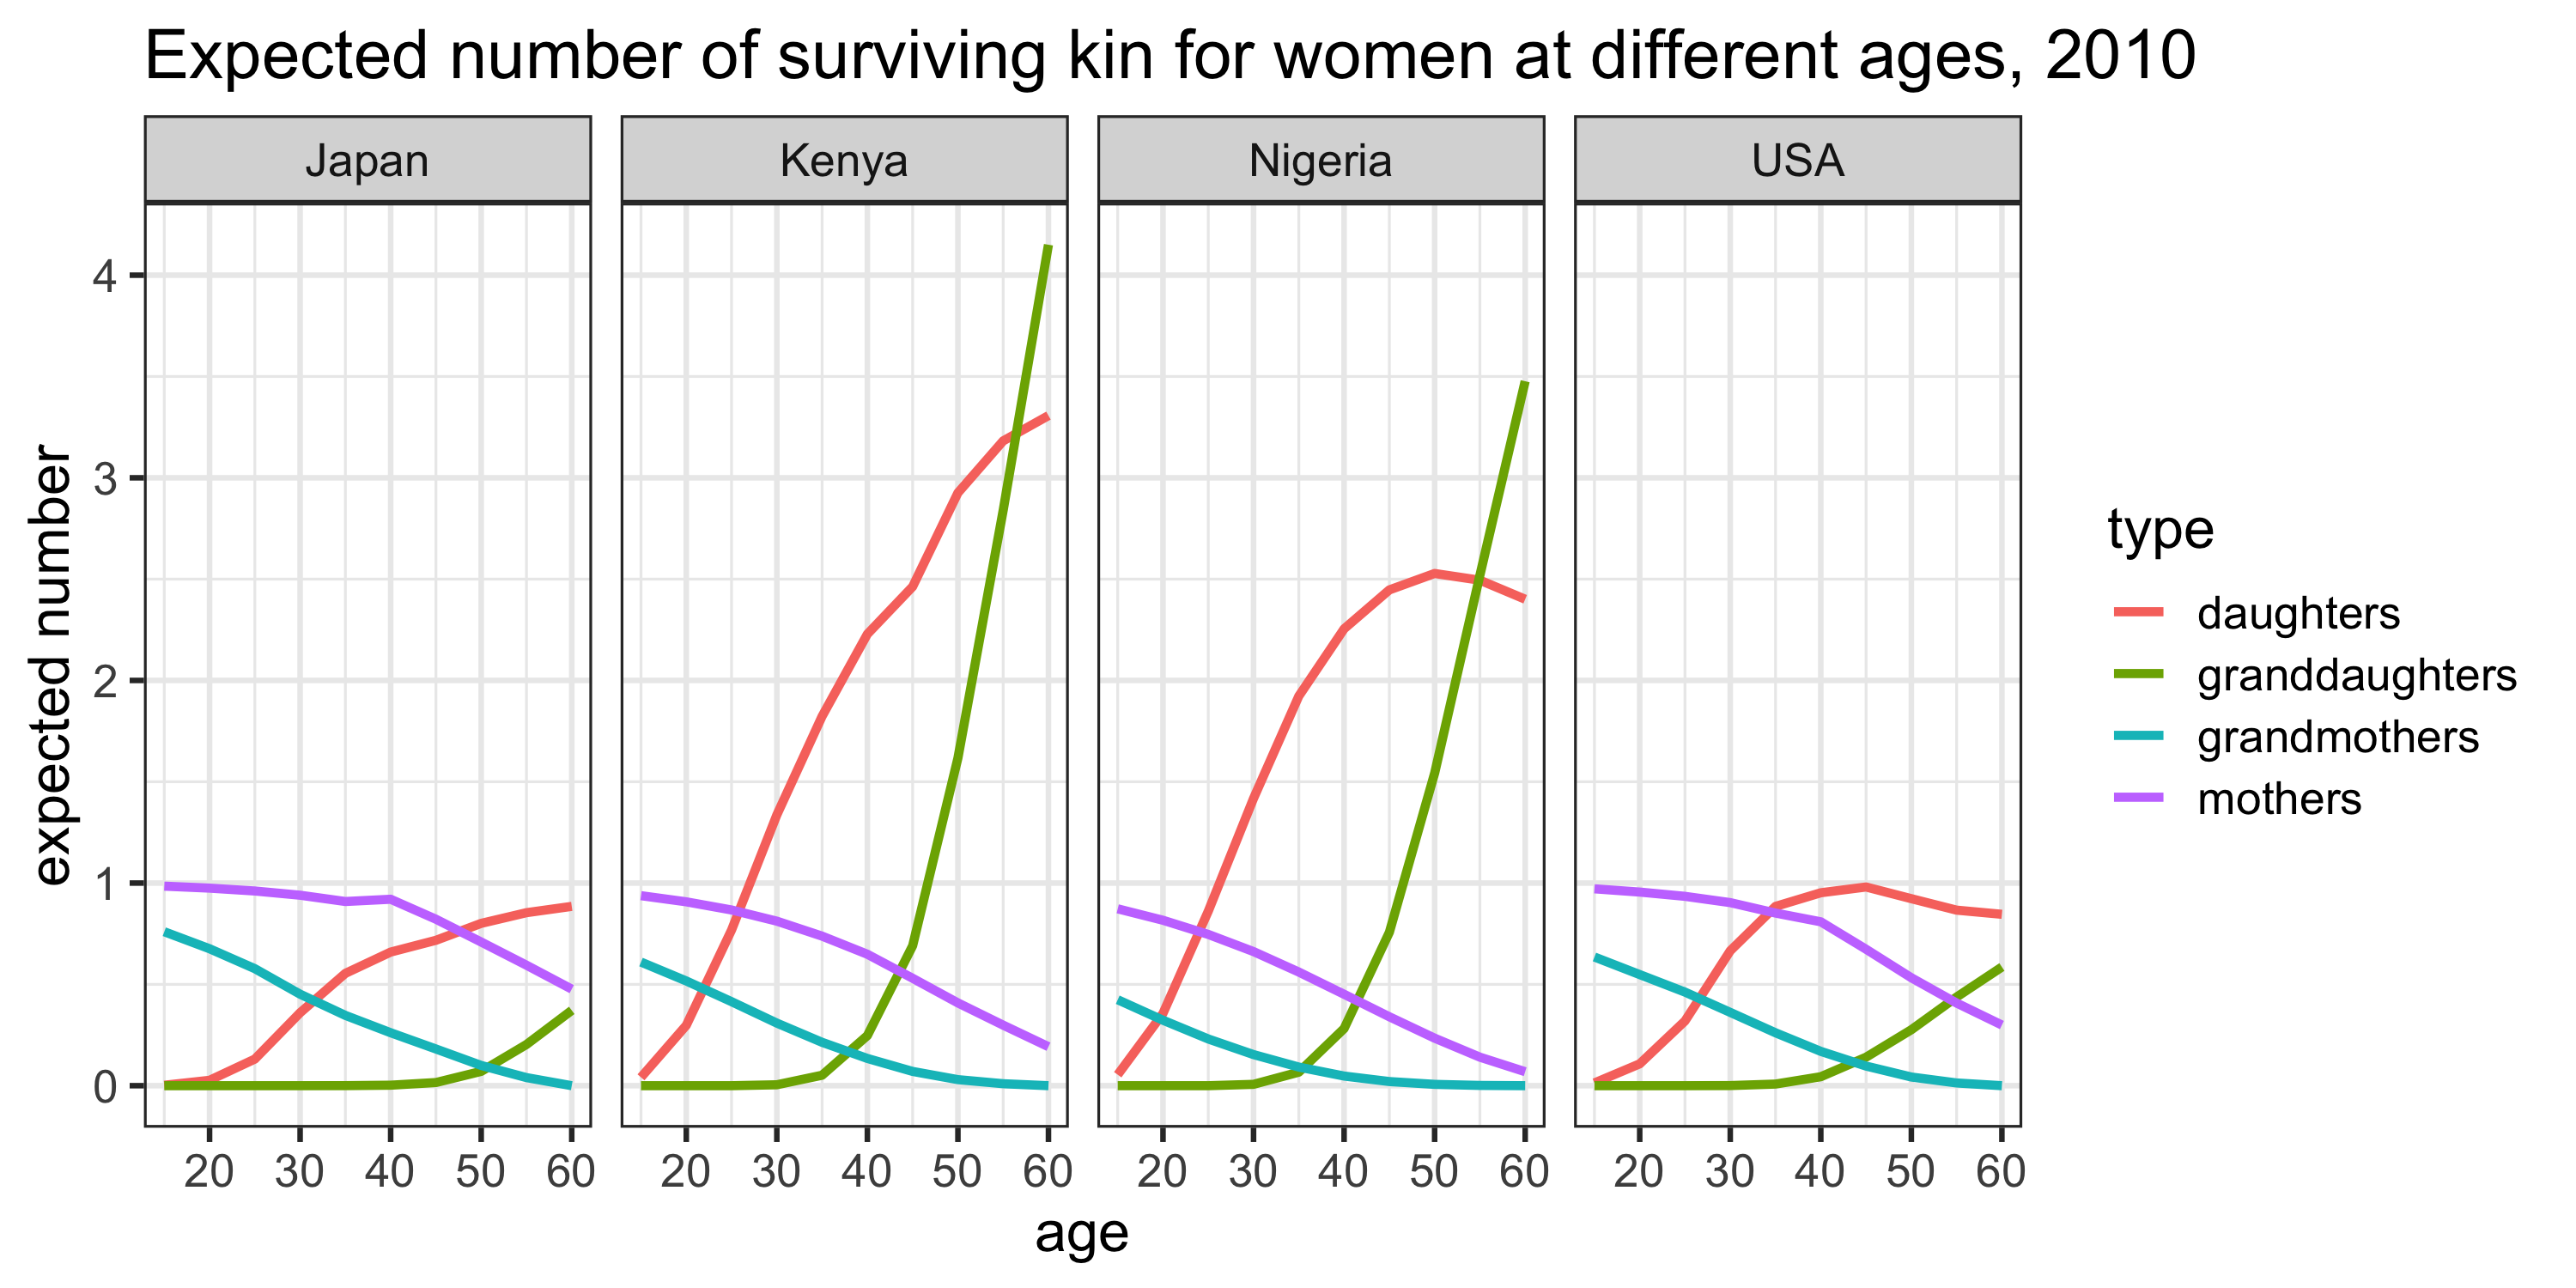 Expected number of surviving kin for women at different ages, 2010
Japan
Kenya
Nigeria
USA
expected number
4
3
2
1
0
20 30 40 50 60
20 30 40 50 60
20 30 40 50 60
20 30 40 50 60
age
type
daughters
granddaughters
grandmothers
mothers